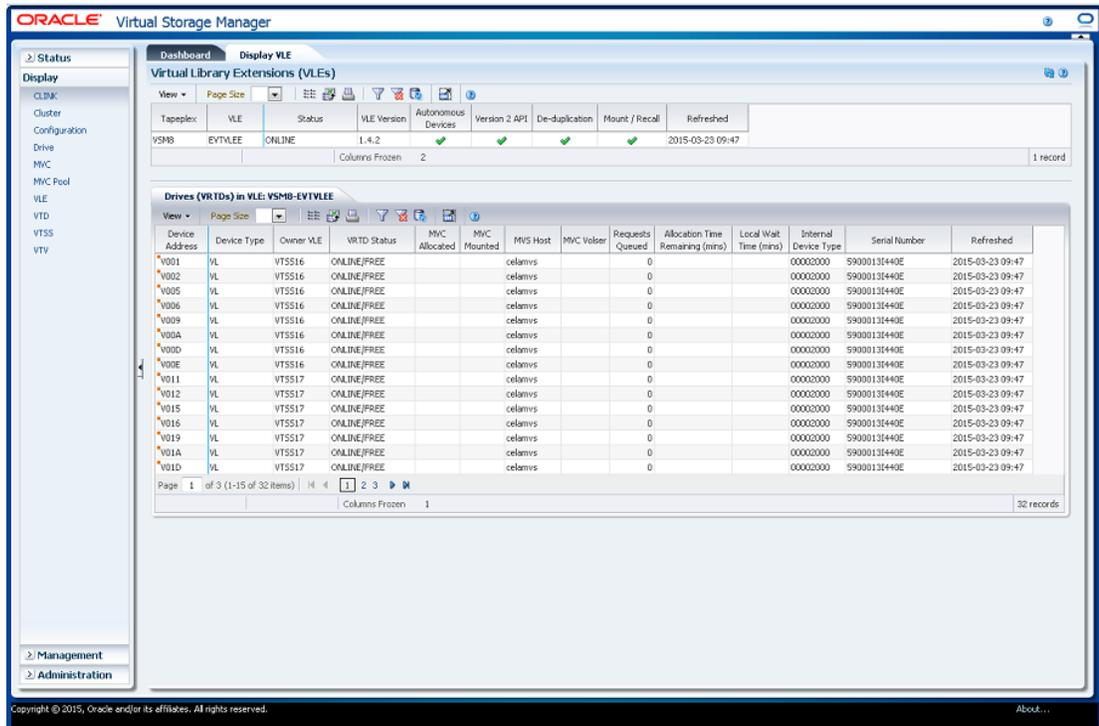 ORACLE Virtual Storage Manager
Status
Display
CLINK
Cluster
Configuration
Drive
MVC
MVC Pool
VLE
VTD
VTSS
VTV
Management
Administration
Dashboard Display VLE
Virtual Library Extensions (VLEs)
View Page Size
Tapeplex VLE Status VLE Version Autonomous Devices Version 2 API De-duplication Mount / Recall Refreshed
VSM8 EVTVLEE ONLINE 1.4.2 2015-03-23 09:47
Columns Frozen 2 1 record
Drives (VRTDs) in VLE: VSM8-EVTVLEE
View Page Size
Device Address Device Type Owner VLE VRTD Status MVC Allocated MVC Mounted MVS Host MVC Volser Requests Queued Allocation Time Remaining (mins) Local Wait Time (mins) Internal Device Type Serial Number Refreshed
V001 VL VTSS16 ONLINE/FREE celamvs 0 00002000 5900013I440E 2015-03-23 09:47
V002 VL VTSS16 ONLINE/FREE celamvs 0 00002000 5900013I440E 2015-03-23 09:47
V005 VL VTSS16 ONLINE/FREE celamvs 0 00002000 5900013I440E 2015-03-23 09:47
V006 VL VTSS16 ONLINE/FREE celamvs 0 00002000 5900013I440E 2015-03-23 09:47
V009 VL VTSS16 ONLINE/FREE celamvs 0 00002000 5900013I440E 2015-03-23 09:47
V00A VL VTSS16 ONLINE/FREE celamvs 0 00002000 5900013I440E 2015-03-23 09:47
V00D VL VTSS16 ONLINE/FREE celamvs 0 00002000 5900013I440E 2015-03-23 09:47
V00E VL VTSS16 ONLINE/FREE celamvs 0 00002000 5900013I440E 2015-03-23 09:47
V011 VL VTSS17 ONLINE/FREE celamvs 0 00002000 5900013I440E 2015-03-23 09:47
V012 VL VTSS17 ONLINE/FREE celamvs 0 00002000 5900013I440E 2015-03-23 09:47
V015 VL VTSS17 ONLINE/FREE celamvs 0 00002000 5900013I440E 2015-03-23 09:47
V016 VL VTSS17 ONLINE/FREE celamvs 0 00002000 5900013I440E 2015-03-23 09:47
V019 VL VTSS17 ONLINE/FREE celamvs 0 00002000 5900013I440E 2015-03-23 09:47
V01A VL VTSS17 ONLINE/FREE celamvs 0 00002000 5900013I440E 2015-03-23 09:47
V01D VL VTSS17 ONLINE/FREE celamvs 0 00002000 5900013I440E 2015-03-23 09:47
Page 1 of 3 (1-15 of 32 items) 1 2 3
Columns Frozen 1 32 records
Copyright © 2015, Oracle and/or its affiliates. All rights reserved. About...